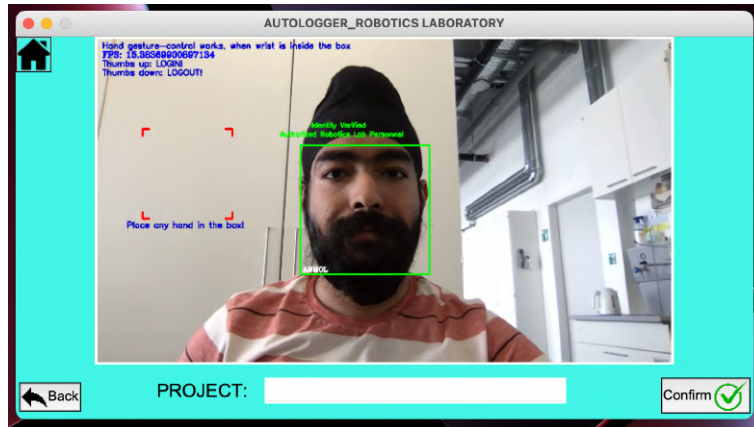 AUTOLOGGER_ROBOTICS LABORATORY
Hand gesture-control works, when wrist is inside the box
FPS: 15.36369930697134
Thumbs up: LOGIN!
Thumbs down: LOGOUT!
Identity Verified
Authorized Robotics Lab Personnel
Place any hand in the box!
ANMOL
PROJECT:
Back
Confirm